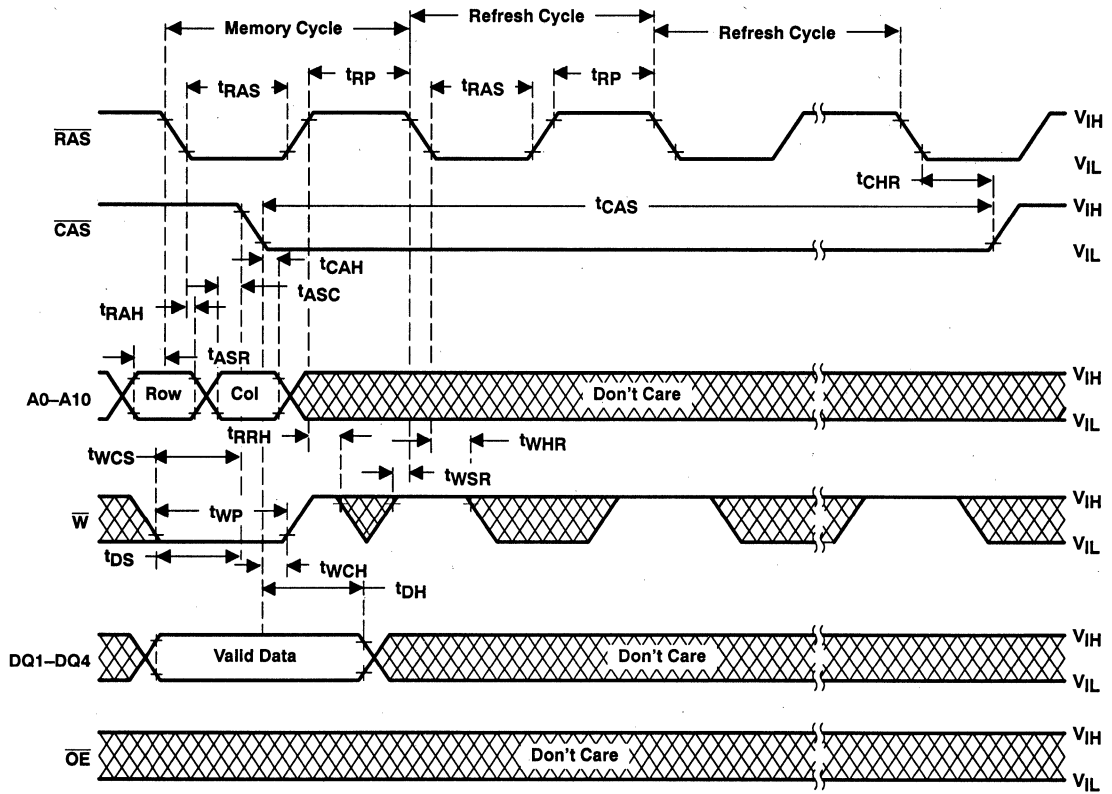 Memory Cycle
Refresh Cycle
Refresh Cycle
tRAS
tRP
tRAS
tRP
RAS
VIH
VIL
tCHR
tCAS
CAS
VIH
VIL
tCAH
tASC
tRAH
tASR
A0–A10
Row
Col
Don't Care
VIH
VIL
tRRH
tWHR
tWCS
tWSR
W
tWP
VIH
VIL
tDS
tWCH
tDH
DQ1–DQ4
Valid Data
Don't Care
VIH
VIL
OE
Don't Care
VIH
VIL